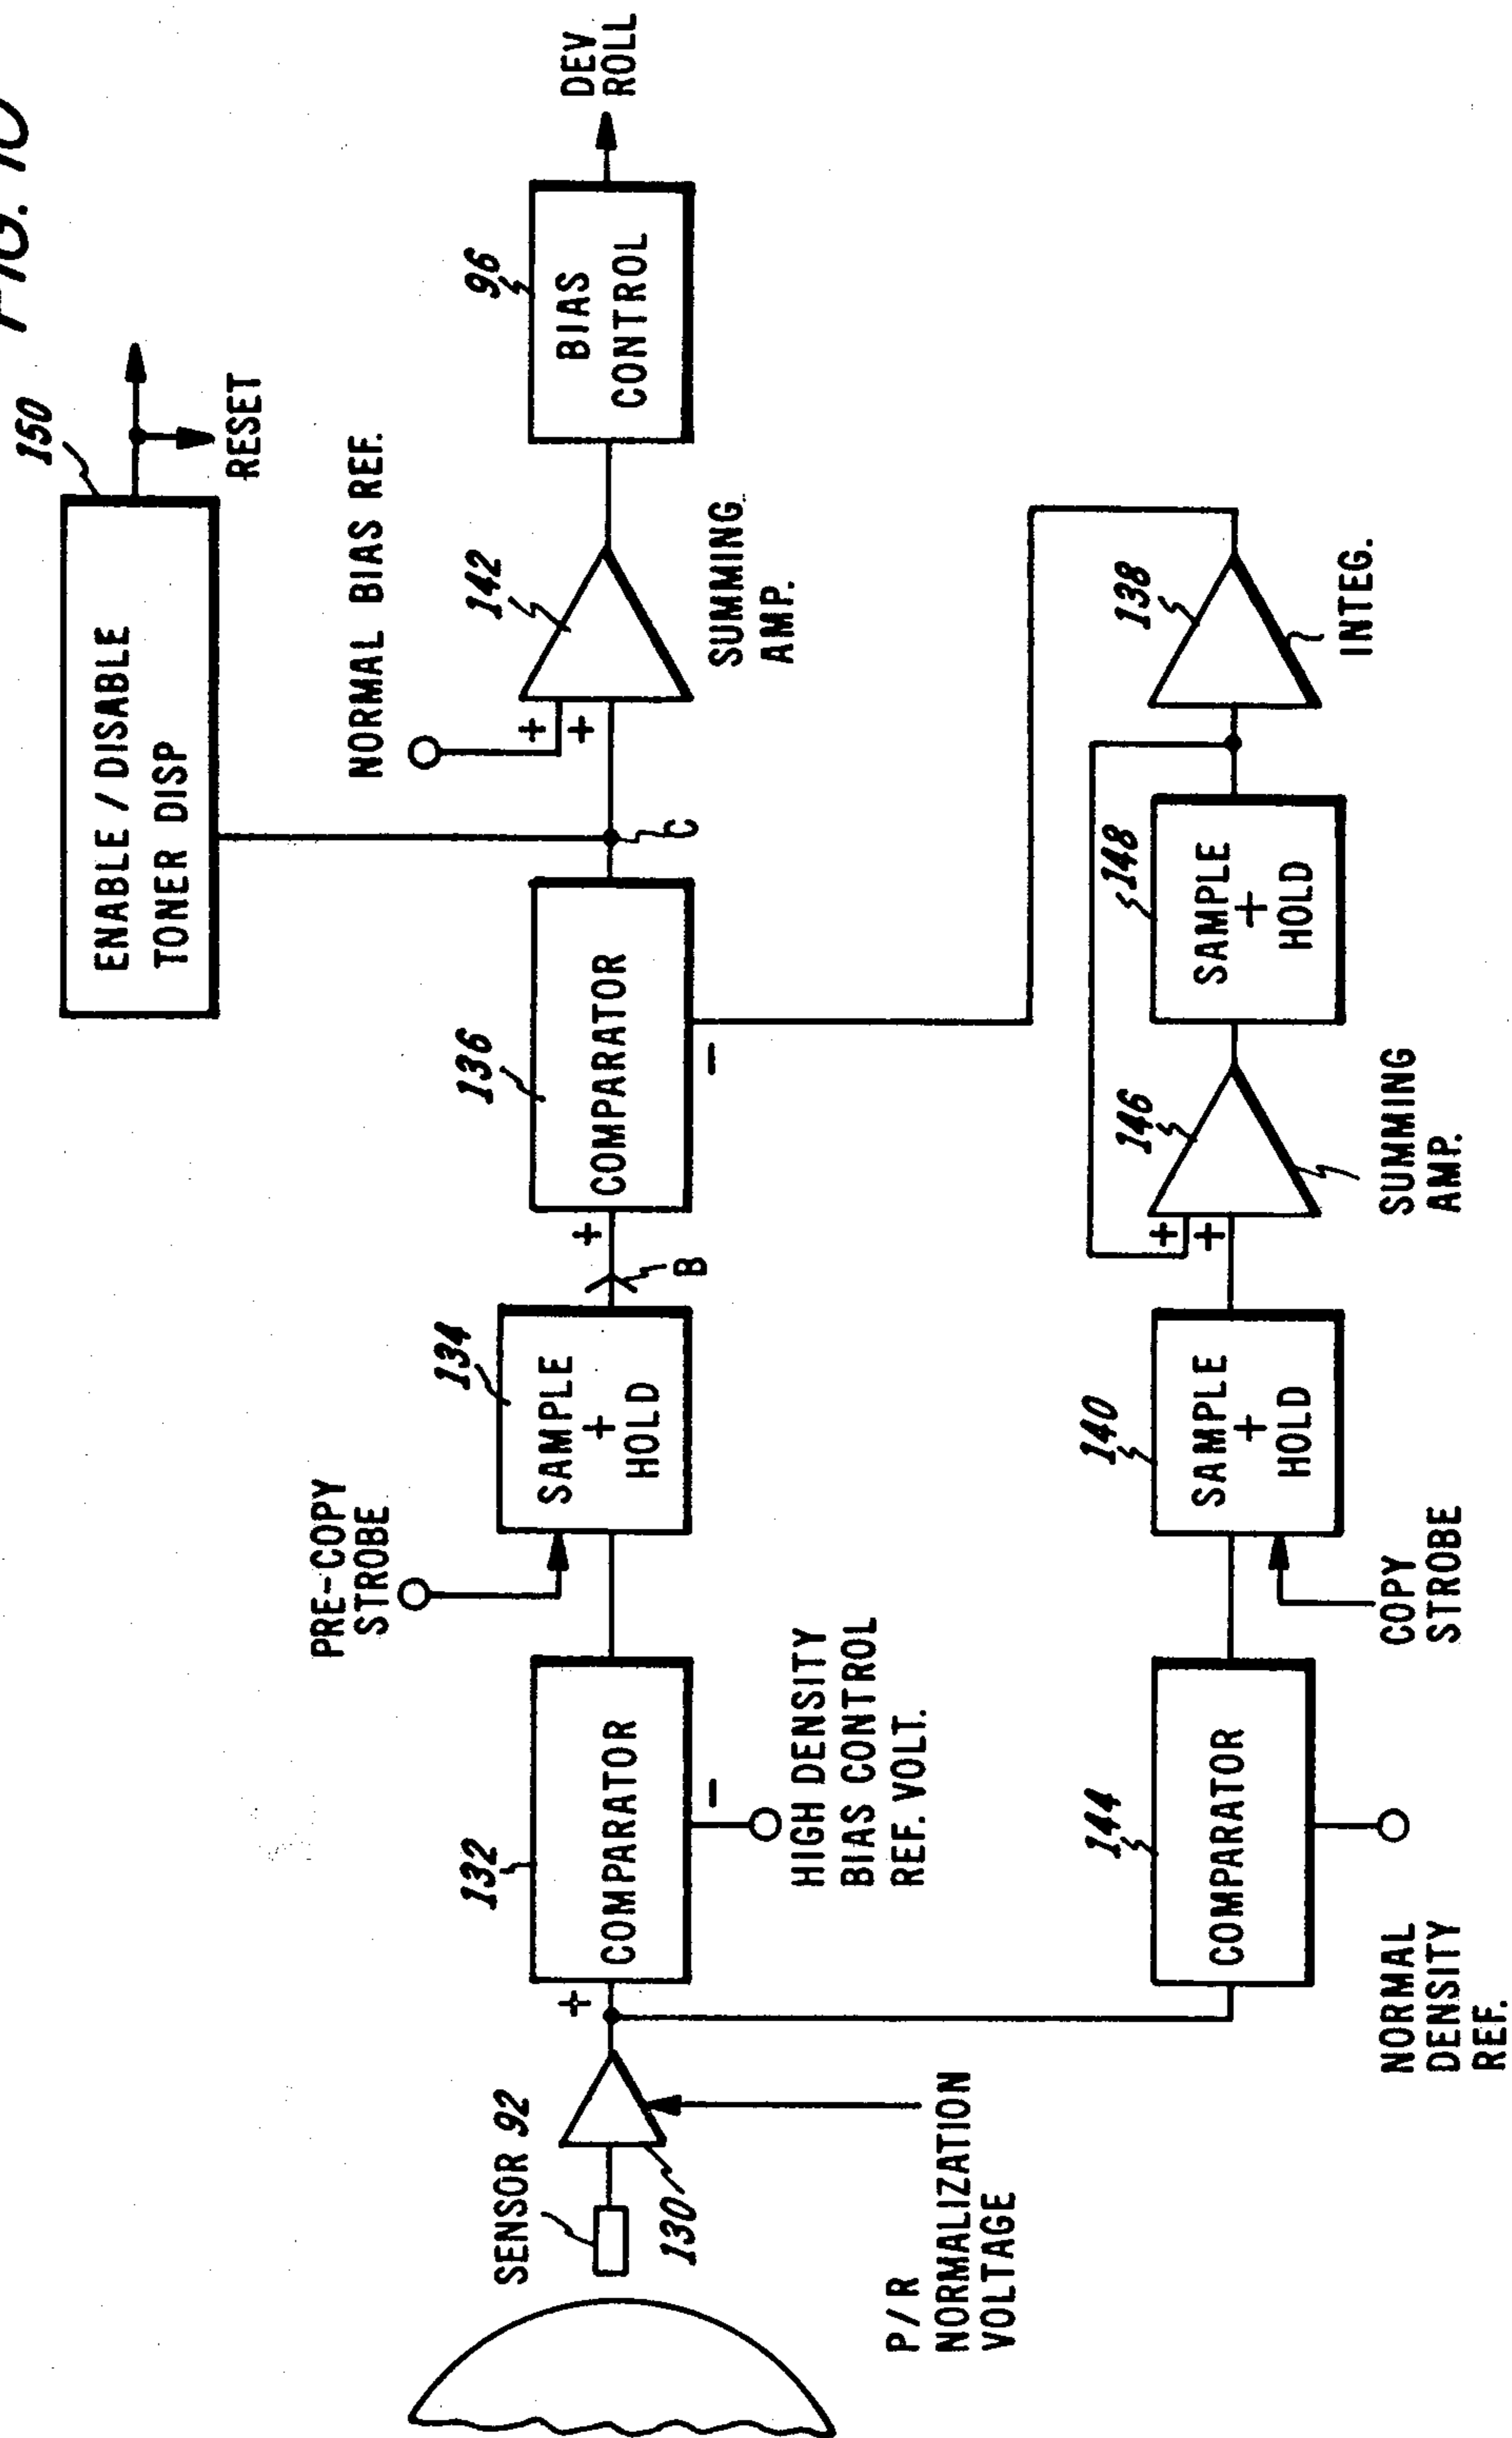 FIG. 10
150
ENABLE / DISABLE
TONER DISP
RESET
NORMAL BIAS REF.
PRE-COPY
STROBE
SENSOR 92
130
P/R
NORMALIZATION
VOLTAGE
+
132
COMPARATOR
-
HIGH DENSITY
BIAS CONTROL
REF. VOLT.
134
SAMPLE
+
HOLD
B
+
136
COMPARATOR
-
C
+
+
142
SUMMING
AMP.
96
BIAS
CONTROL
DEV
ROLL
144
COMPARATOR
NORMAL
DENSITY
REF.
140
SAMPLE
+
HOLD
COPY
STROBE
+
+
146
SUMMING
AMP.
148
SAMPLE
+
HOLD
138
INTEG.